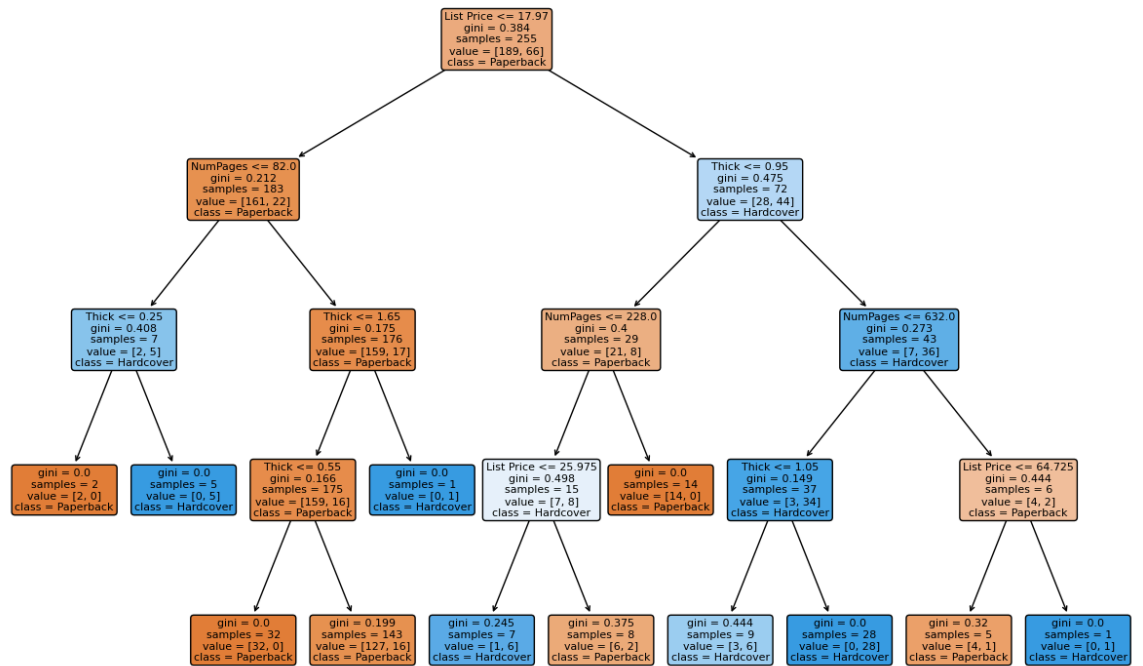 List Price <= 17.97
gini = 0.384
samples = 255
value = [189, 66]
class = Paperback
NumPages <= 82.0
gini = 0.212
samples = 183
value = [161, 22]
class = Paperback
Thick <= 0.95
gini = 0.475
samples = 72
value = [28, 44]
class = Hardcover
Thick <= 0.25
gini = 0.408
samples = 7
value = [2, 5]
class = Hardcover
Thick <= 1.65
gini = 0.175
samples = 176
value = [159, 17]
class = Paperback
NumPages <= 228.0
gini = 0.4
samples = 29
value = [21, 8]
class = Paperback
NumPages <= 632.0
gini = 0.273
samples = 43
value = [7, 36]
class = Hardcover
gini = 0.0
samples = 2
value = [2, 0]
class = Paperback
gini = 0.0
samples = 5
value = [0, 5]
class = Hardcover
Thick <= 0.55
gini = 0.166
samples = 175
value = [159, 16]
class = Paperback
gini = 0.0
samples = 1
value = [0, 1]
class = Hardcover
List Price <= 25.975
gini = 0.498
samples = 15
value = [7, 8]
class = Hardcover
gini = 0.0
samples = 14
value = [14, 0]
class = Paperback
Thick <= 1.05
gini = 0.149
samples = 37
value = [3, 34]
class = Hardcover
List Price <= 64.725
gini = 0.444
samples = 6
value = [4, 2]
class = Paperback
gini = 0.0
samples = 32
value = [32, 0]
class = Paperback
gini = 0.199
samples = 143
value = [127, 16]
class = Paperback
gini = 0.245
samples = 7
value = [1, 6]
class = Hardcover
gini = 0.375
samples = 8
value = [6, 2]
class = Paperback
gini = 0.444
samples = 9
value = [3, 6]
class = Hardcover
gini = 0.0
samples = 28
value = [0, 28]
class = Hardcover
gini = 0.32
samples = 5
value = [4, 1]
class = Paperback
gini = 0.0
samples = 1
value = [0, 1]
class = Hardcover